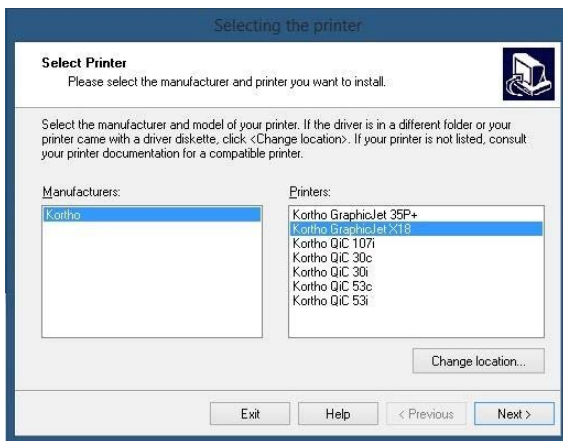 Selecting the printer
Select Printer
Please select the manufacturer and printer you want to install.
Select the manufacturer and model of your printer. If the driver is in a different folder or your
printer came with a driver diskette, click <Change location>. If your printer is not listed, consult
your printer documentation for a compatible printer.
Manufacturers:
Kortho
Printers:
Kortho GraphicJet 35P+
Kortho GraphicJet X18
Kortho QiC 107i
Kortho QiC 30c
Kortho QiC 30i
Kortho QiC 53c
Kortho QiC 53i
Change location...
Exit
Help
< Previous
Next >